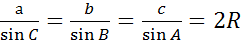 a / sin C = b / sin B = c / sin A = 2R